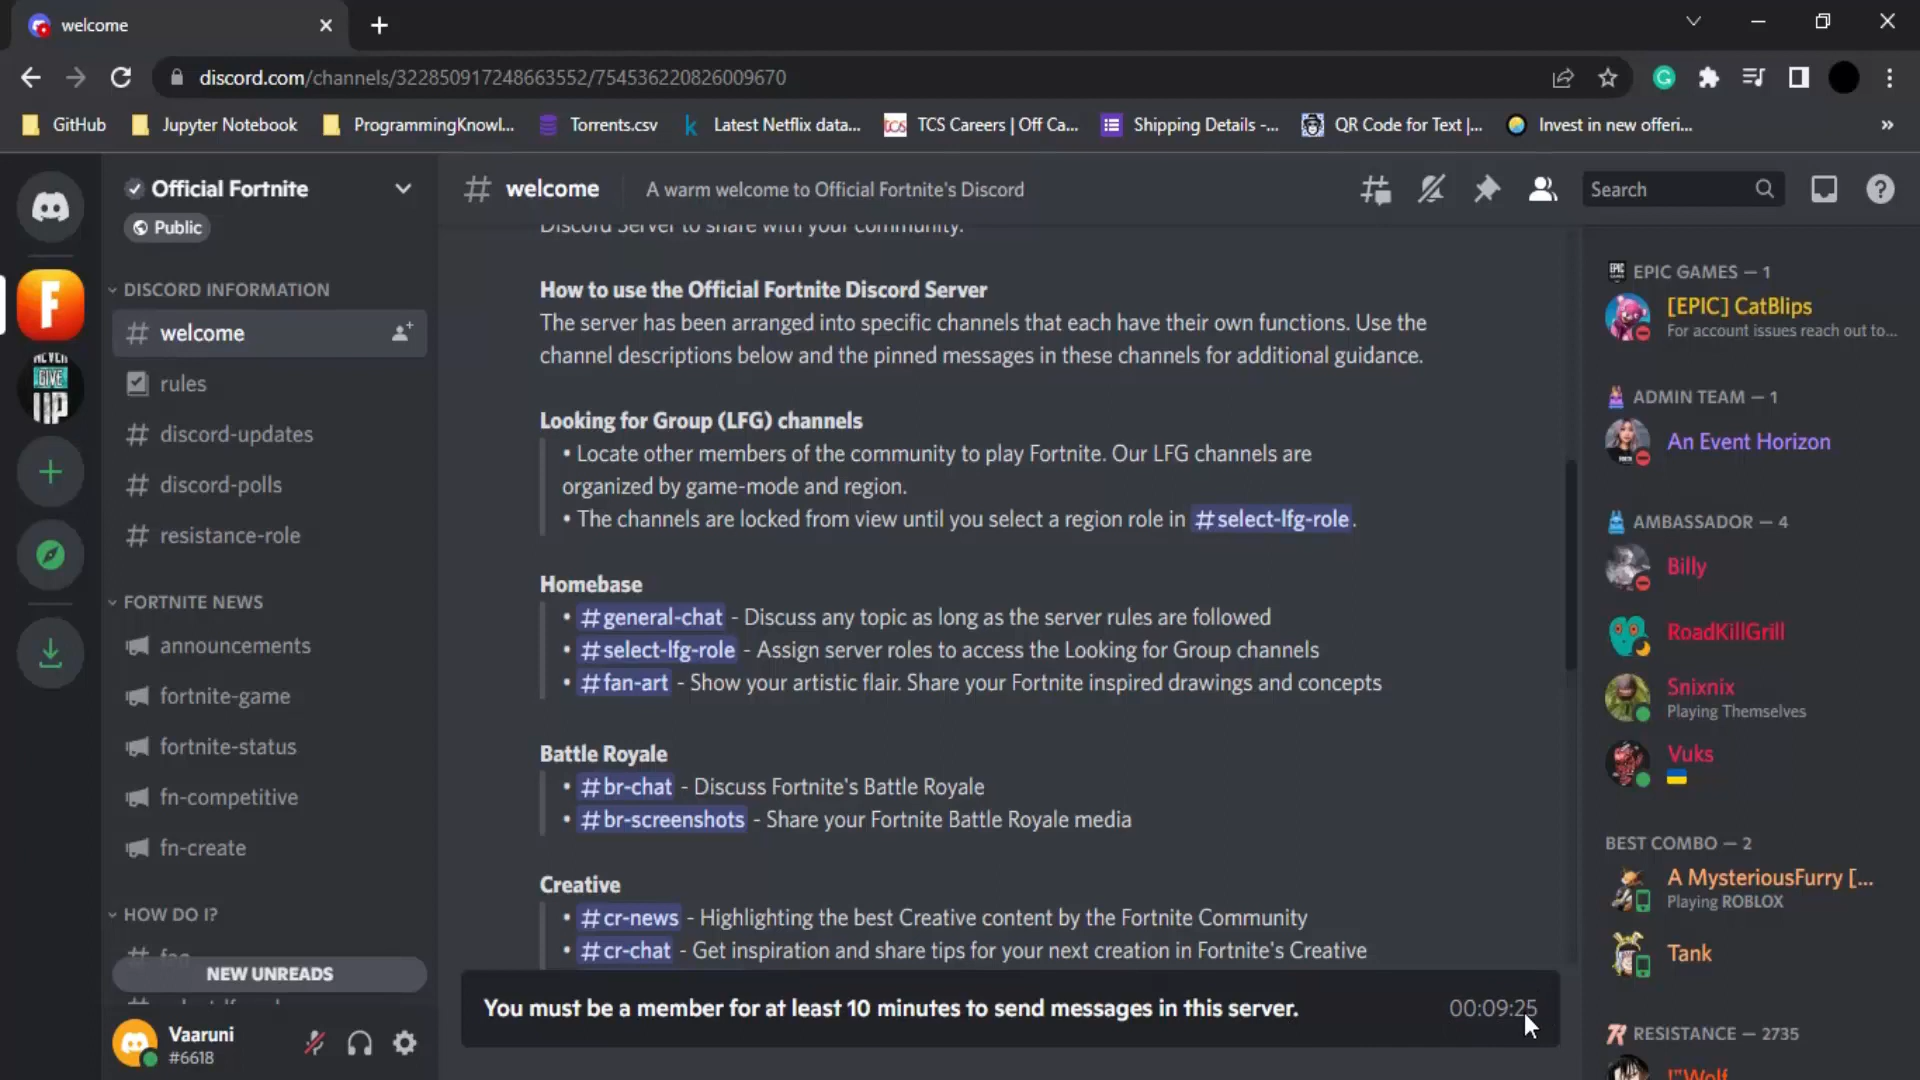 welcome
discord.com/channels/322850917248663552/754536220826009670
GitHub
Jupyter Notebook
ProgrammingKnowl...
Torrents.csv
Latest Netflix data...
TCS Careers | Off Ca...
Shipping Details -...
QR Code for Text |...
Invest in new offeri...
»
Official Fortnite
Public
DISCORD INFORMATION
# welcome
rules
# discord-updates
# discord-polls
# resistance-role
FORTNITE NEWS
announcements
fortnite-game
fortnite-status
fn-competitive
fn-create
HOW DO I?
NEW UNREADS
Vaaruni
#6618
F
NEVER
GIVE
UP
# welcome
A warm welcome to Official Fortnite's Discord
Search
Discord Server to share with your community.
How to use the Official Fortnite Discord Server
The server has been arranged into specific channels that each have their own functions. Use the
channel descriptions below and the pinned messages in these channels for additional guidance.
Looking for Group (LFG) channels
• Locate other members of the community to play Fortnite. Our LFG channels are
organized by game-mode and region.
• The channels are locked from view until you select a region role in #select-lfg-role.
Homebase
• #general-chat - Discuss any topic as long as the server rules are followed
• #select-lfg-role - Assign server roles to access the Looking for Group channels
• #fan-art - Show your artistic flair. Share your Fortnite inspired drawings and concepts
Battle Royale
• #br-chat - Discuss Fortnite's Battle Royale
• #br-screenshots - Share your Fortnite Battle Royale media
Creative
• #cr-news - Highlighting the best Creative content by the Fortnite Community
• #cr-chat - Get inspiration and share tips for your next creation in Fortnite's Creative
You must be a member for at least 10 minutes to send messages in this server.
00:09:25
EPIC GAMES — 1
[EPIC] CatBlips
For account issues reach out to...
ADMIN TEAM — 1
An Event Horizon
AMBASSADOR — 4
Billy
RoadKillGrill
Snixnix
Playing Themselves
Vuks
BEST COMBO — 2
A MysteriousFurry [...
Playing ROBLOX
Tank
RESISTANCE — 2735
!"Wolf